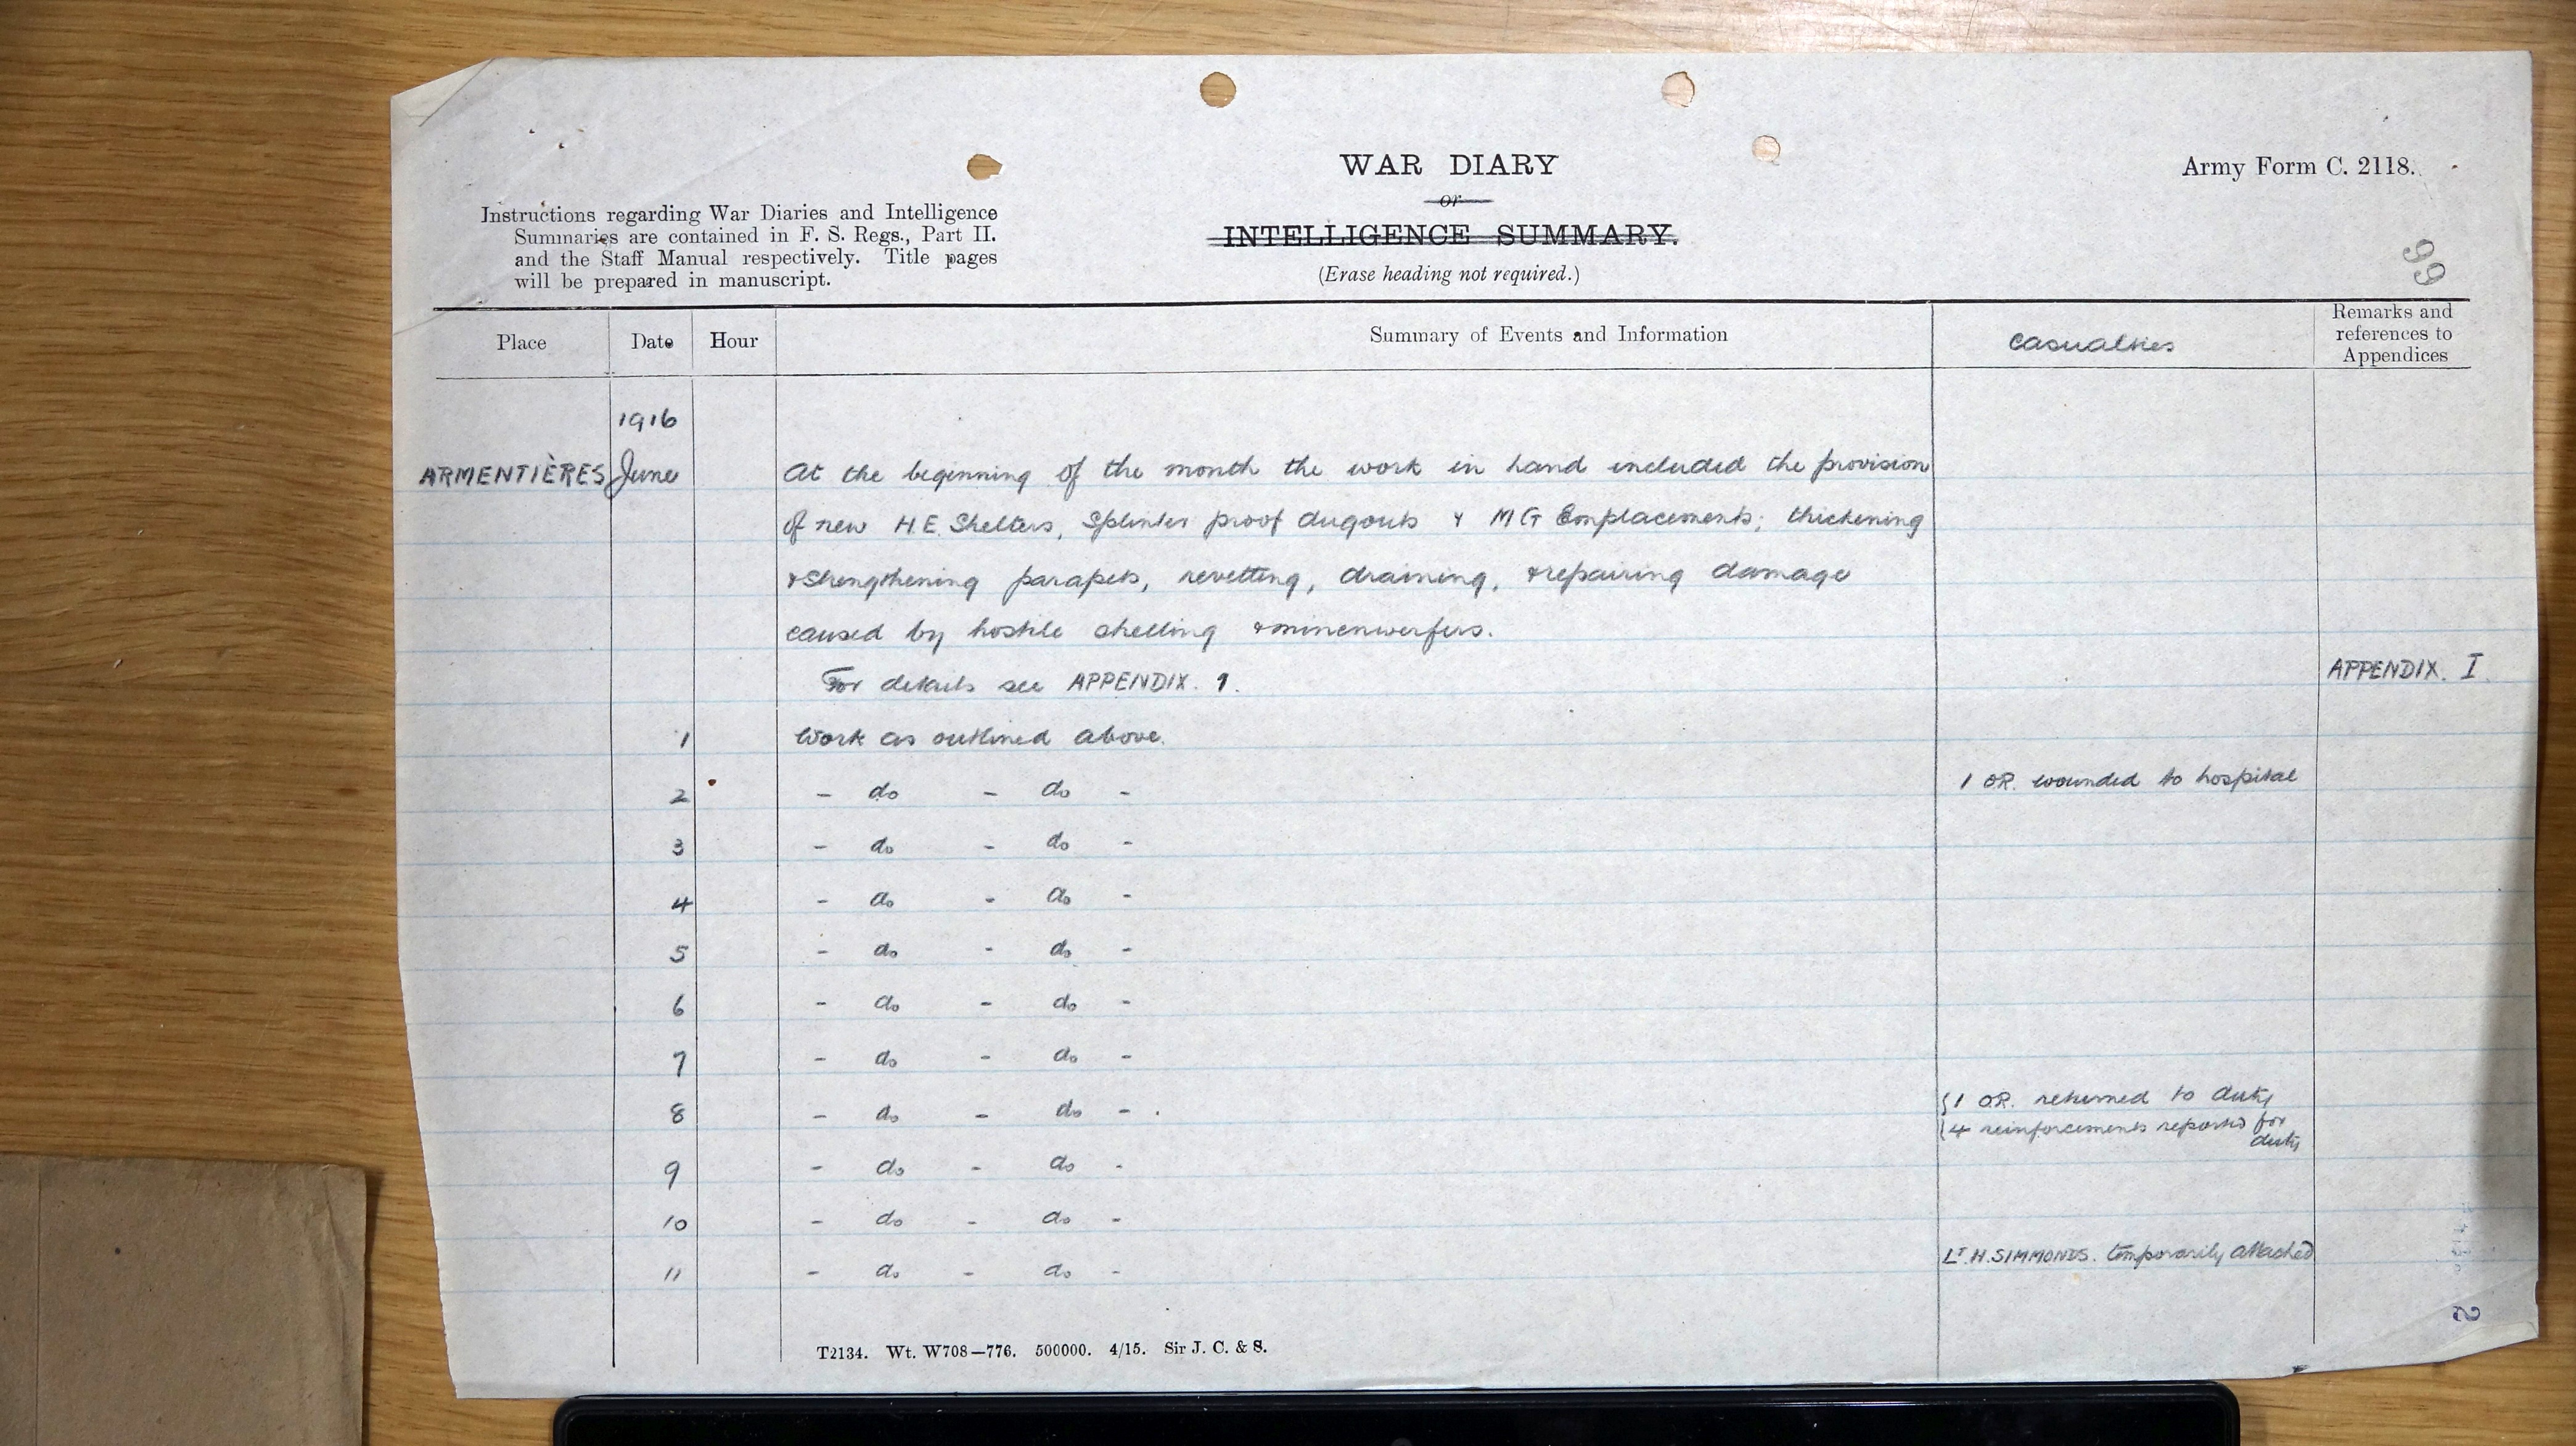 WAR DIARY
or
INTELLIGENCE SUMMARY.
(Erase heading not required.)
Army Form C. 2118.
Instructions regarding War Diaries and Intelligence
Summaries are contained in F. S. Regs., Part II.
and the Staff Manual respectively. Title pages
will be prepared in manuscript.
99
Place Date Hour Summary of Events and Information Casualties Remarks and
references to
Appendices
1916
ARMENTIÈRES June At the beginning of the month the work in hand included the provision
of new H.E. Shelters, Splinter proof dugouts & MG Emplacements; thickening
& strengthening parapets, revetting, draining, & repairing damage
caused by hostile shelling & minenwerfers.
For details see APPENDIX. 1. APPENDIX. I.
1 Work as outlined above.
2 - do - do - 1 OR. wounded to hospital
3 - do - do -
4 - do - do -
5 - do - do -
6 - do - do -
7 - do - do -
8 - do - do - . { 1 OR. returned to duty
{ 4 reinforcements reported for
duty
9 - do - do -
10 - do - do -
11 - do - do - LT. H. SIMMONDS. temporarily attached
T2134. Wt. W708—776. 500000. 4/15. Sir J. C. & S.
2